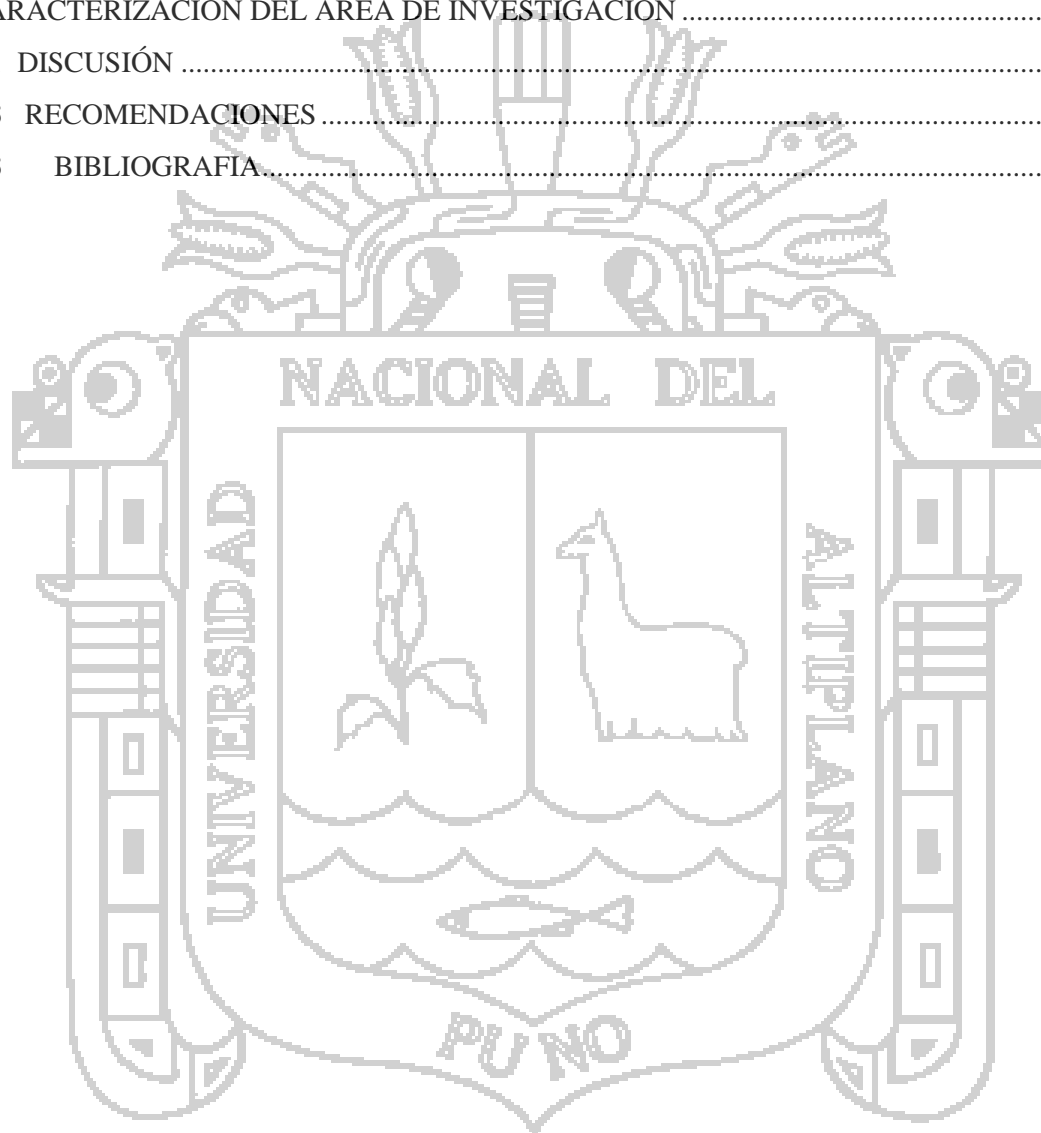 ARACTERIZACIÓN DEL ÁREA DE INVESTIGACIÓN ........................................
DISCUSIÓN ........................................
RECOMENDACIONES ........................................
BIBLIOGRAFIA ........................................
NACIONAL DEL
UNIVERSIDAD
ALTIPLANO
PUNO